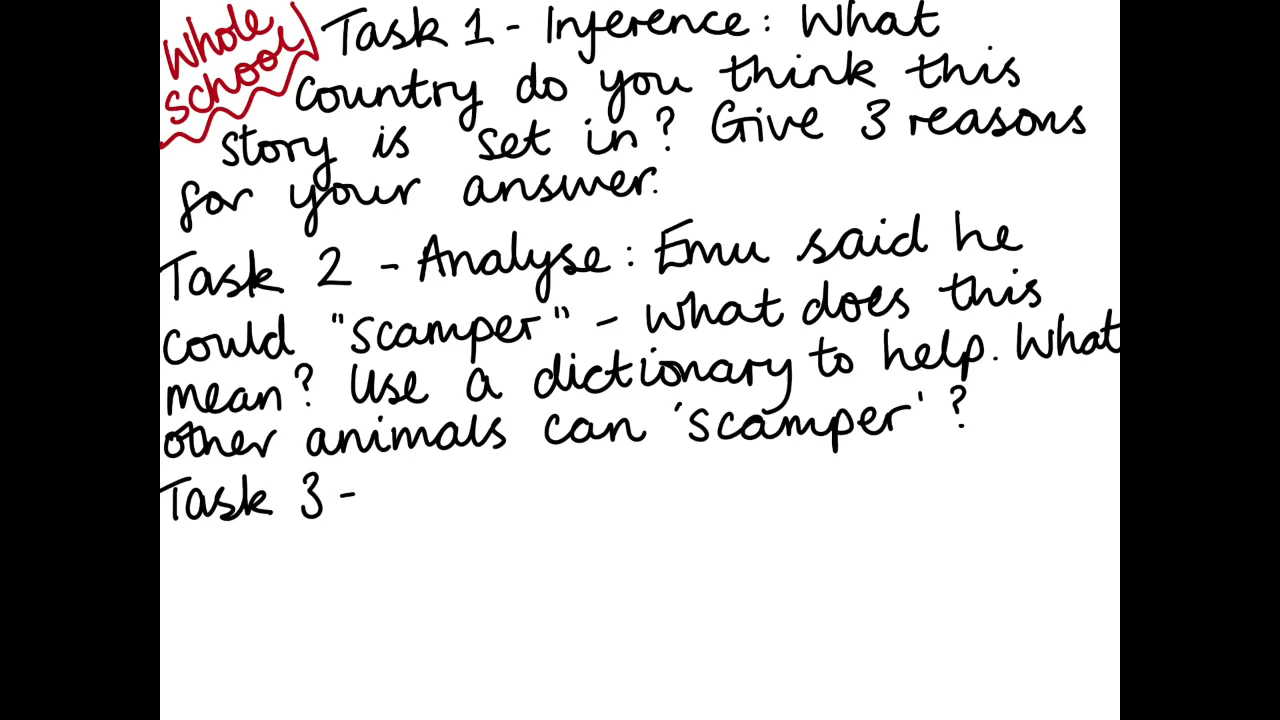 Whole
school
Task 1 - Inference: What
country do you think this
story is set in? Give 3 reasons
for your answer.
Task 2 - Analyse: Emu said he
could "scamper" - what does this
mean? Use a dictionary to help. What
other animals can 'scamper'?
Task 3 -